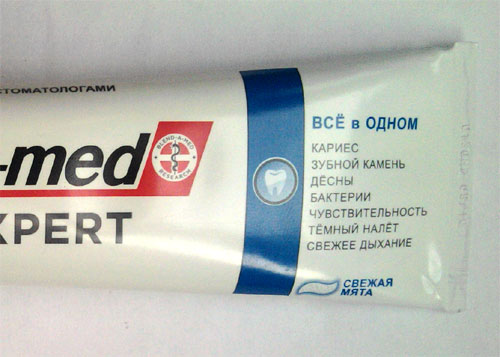 СТОМАТОЛОГАМИ
-med
BLEND-A-MED
RESEARCH
XPERT
ВСЁ в ОДНОМ
КАРИЕС
ЗУБНОЙ КАМЕНЬ
ДЁСНЫ
БАКТЕРИИ
ЧУВСТВИТЕЛЬНОСТЬ
ТЁМНЫЙ НАЛЁТ
СВЕЖЕЕ ДЫХАНИЕ
СВЕЖАЯ
МЯТА